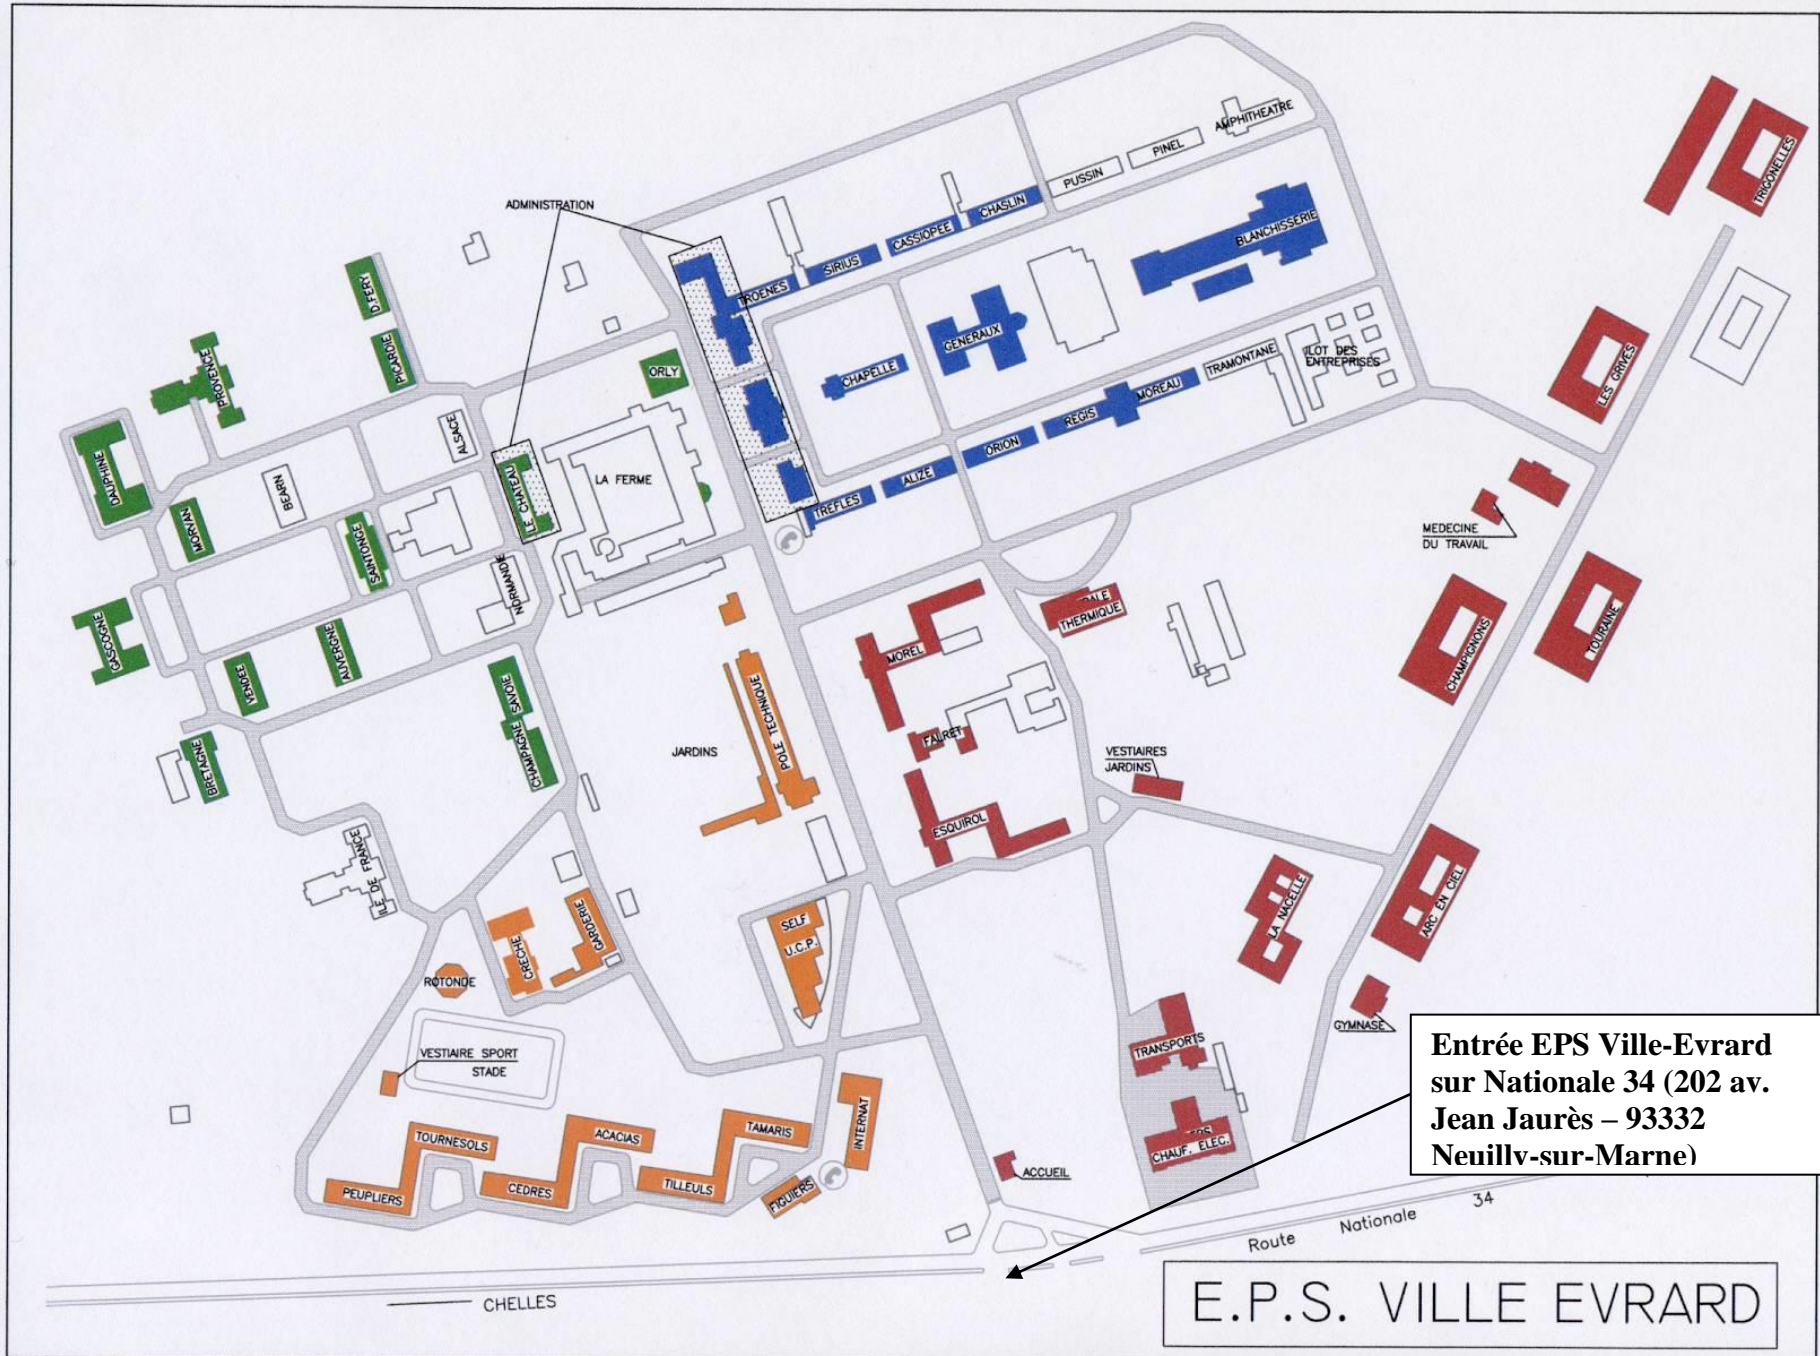 AMPHITHEATRE
PINEL
PUSSIN
CHASLIN
CASSIOPEE
SIRIUS
TROENES
ADMINISTRATION
BLANCHISSERIE
GENERAUX
CHAPELLE
TRIGONELLES
LES GRIVES
D.FERY
PICARDIE
PROVENCE
ORLY
ILOT DES
ENTREPRISES
TRAMONTANE
MOREAU
REGIS
ORION
ALIZE
TREFLES
ALSACE
LE CHATEAU
LA FERME
DAUPHINE
BEARN
MORVAN
SAINTONGE
NORMANDIE
MEDECINE
DU TRAVAIL
TOURAINE
CHAMPIGNONS
THERMIQUE
MOREL
GASCOGNE
VENDEE
AUVERGNE
SAVOIE
CHAMPAGNE
BRETAGNE
JARDINS
POLE TECHNIQUE
FALRET
VESTIAIRES
JARDINS
ESQUIROL
ILE DE FRANCE
LA NACELLE
ARC EN CIEL
GARDERIE
CRECHE
SELF
U.C.P.
ROTONDE
GYMNASE
VESTIAIRE SPORT
STADE
TRANSPORTS
Entrée EPS Ville-Evrard
sur Nationale 34 (202 av.
Jean Jaurès – 93332
Neuilly-sur-Marne)
TOURNESOLS
ACACIAS
TAMARIS
INTERNAT
CHAUF. ELEC.
PEUPLIERS
CEDRES
TILLEULS
FIGUIERS
ACCUEIL
Route Nationale 34
CHELLES
E.P.S. VILLE EVRARD